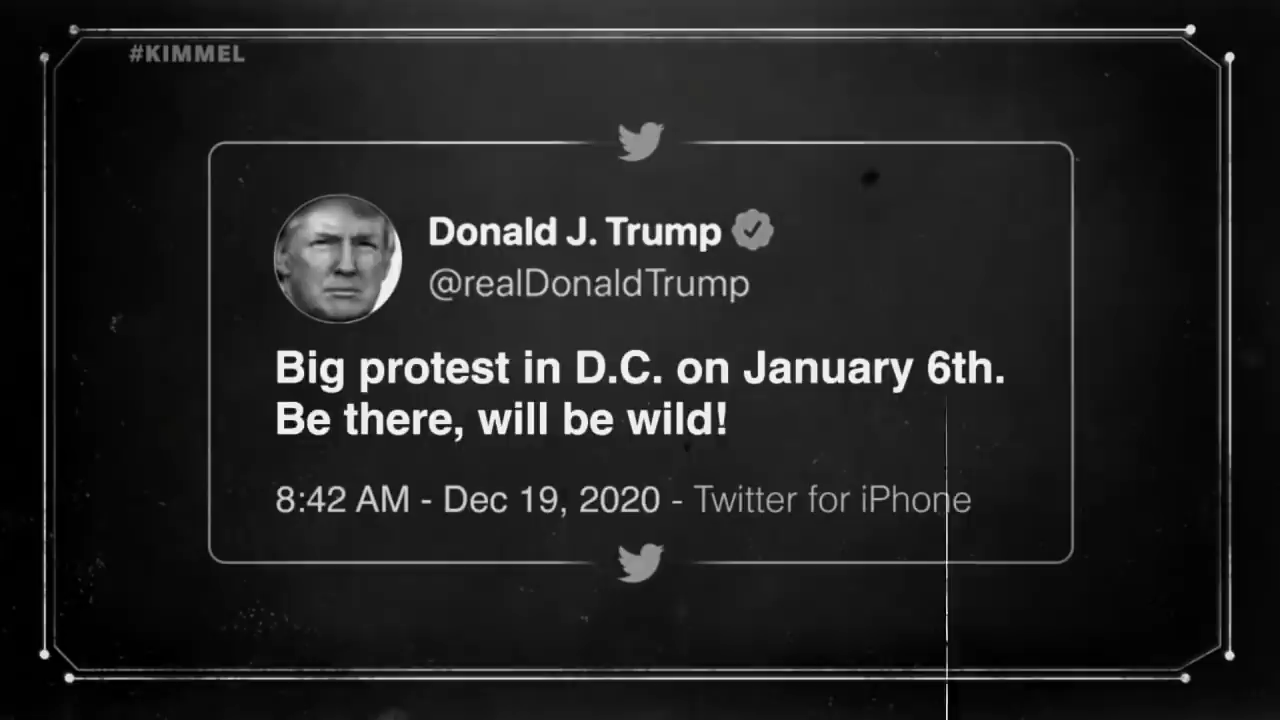 #KIMMEL
Donald J. Trump
@realDonaldTrump
Big protest in D.C. on January 6th.
Be there, will be wild!
8:42 AM - Dec 19, 2020 - Twitter for iPhone